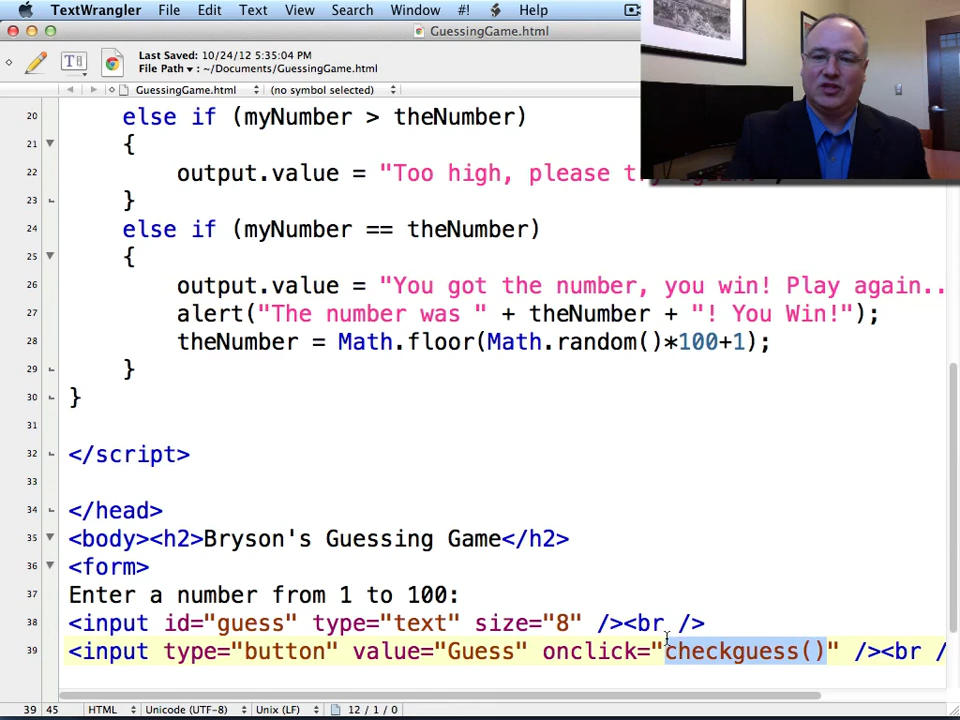 TextWrangler File Edit Text View Search Window #! Help
GuessingGame.html
Last Saved: 10/24/12 5:35:04 PM
File Path ▾ : ~/Documents/GuessingGame.html
GuessingGame.html (no symbol selected)
20 else if (myNumber > theNumber)
21 {
22 output.value = "Too high, please
23 }
24 else if (myNumber == theNumber)
25 {
26 output.value = "You got the number, you win! Play again..
27 alert("The number was " + theNumber + "! You Win!");
28 theNumber = Math.floor(Math.random()*100+1);
29 }
30 }
31
32 </script>
33
34 </head>
35 <body><h2>Bryson's Guessing Game</h2>
36 <form>
37 Enter a number from 1 to 100:
38 <input id="guess" type="text" size="8" /><br />
39 <input type="button" value="Guess" onclick="checkguess()" /><br /
39 45 HTML Unicode (UTF-8) Unix (LF) 12 / 1 / 0